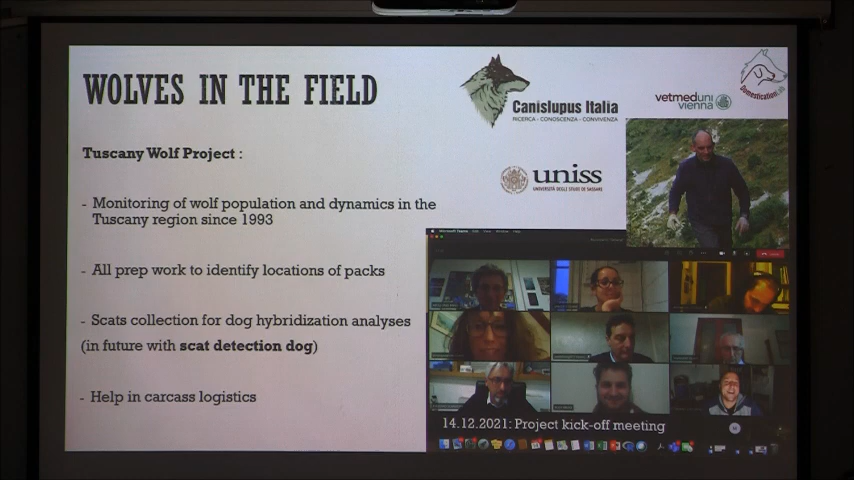 WOLVES IN THE FIELD
Canislupus Italia
RICERCA - CONOSCENZA - CONVIVENZA
vetmeduni
vienna
Domestication
Tuscany Wolf Project :
uniss
UNIVERSITÀ DEGLI STUDI DI SASSARI
- Monitoring of wolf population and dynamics in the
Tuscany region since 1993
- All prep work to identify locations of packs
- Scats collection for dog hybridization analyses
(in future with scat detection dog)
- Help in carcass logistics
14.12.2021: Project kick-off meeting